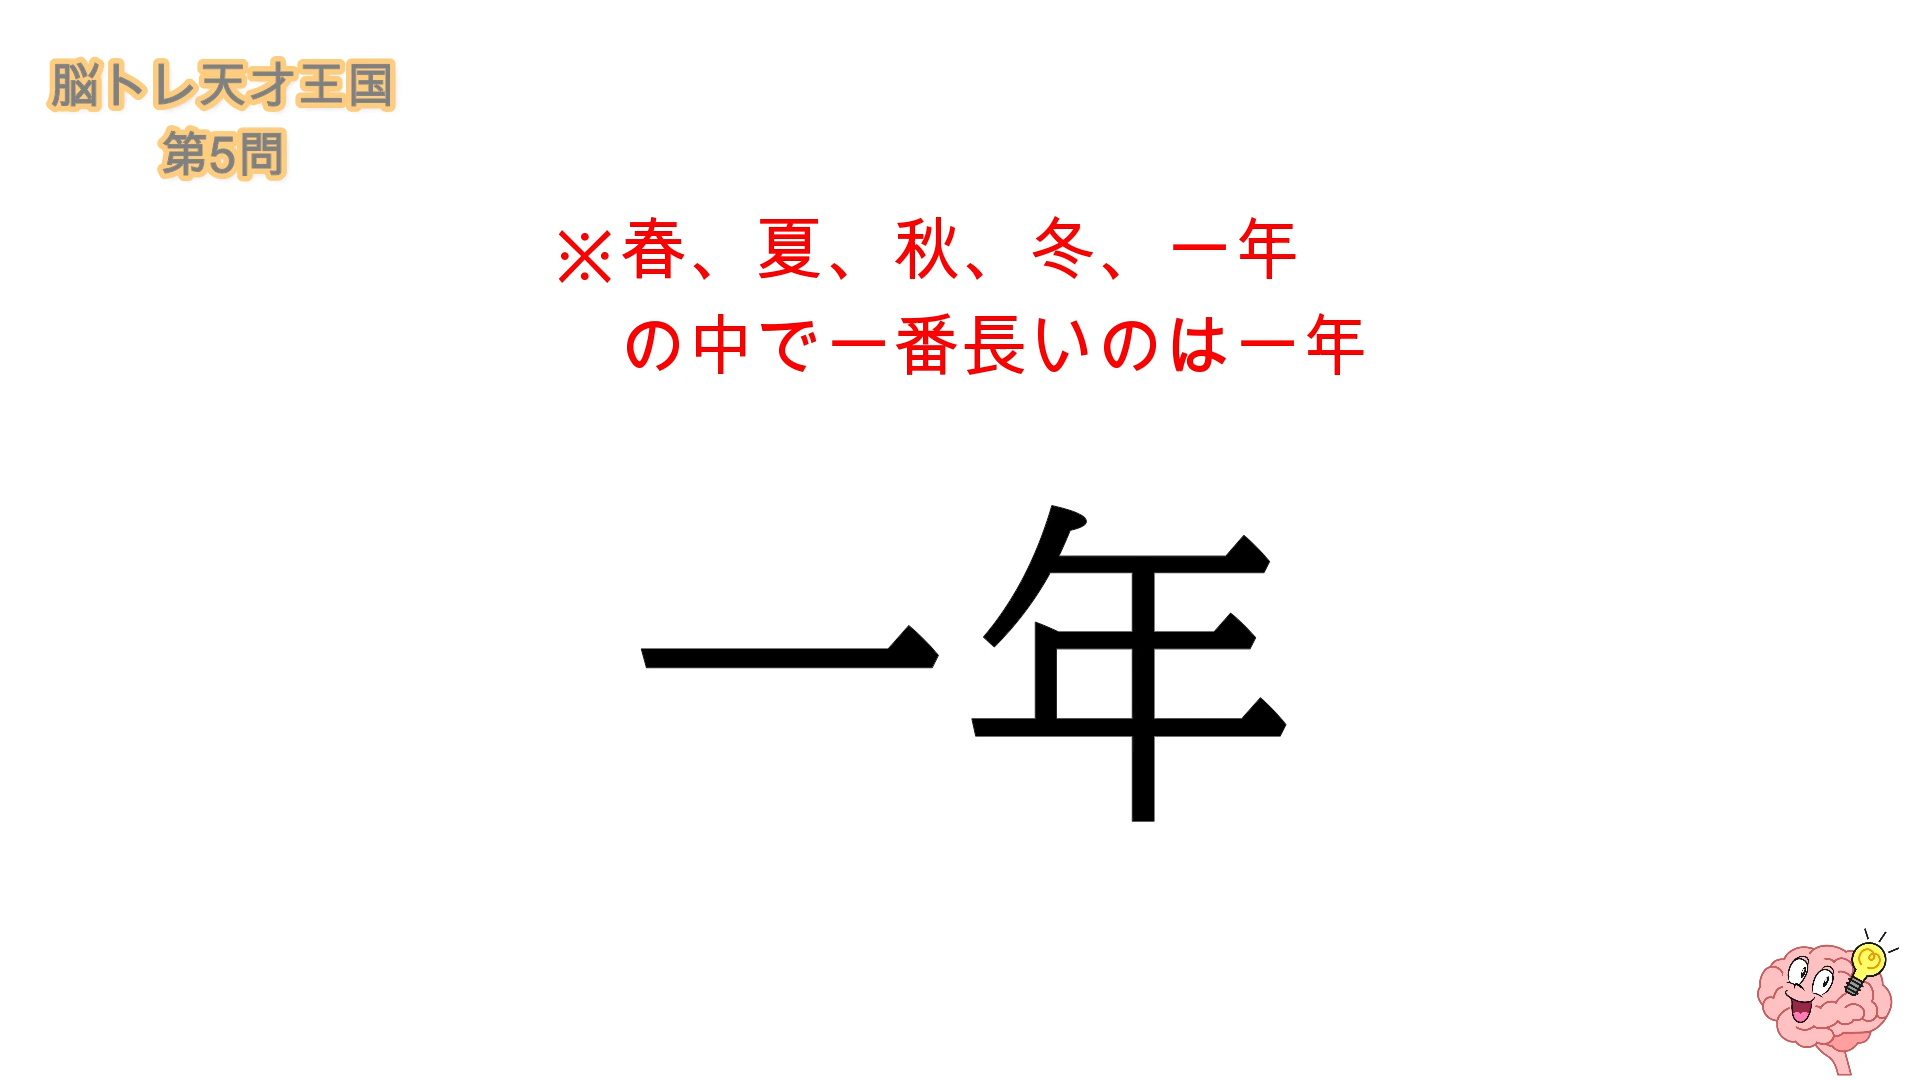 脳トレ天才王国
第5問
※春、夏、秋、冬、一年
の中で一番長いのは一年
一年